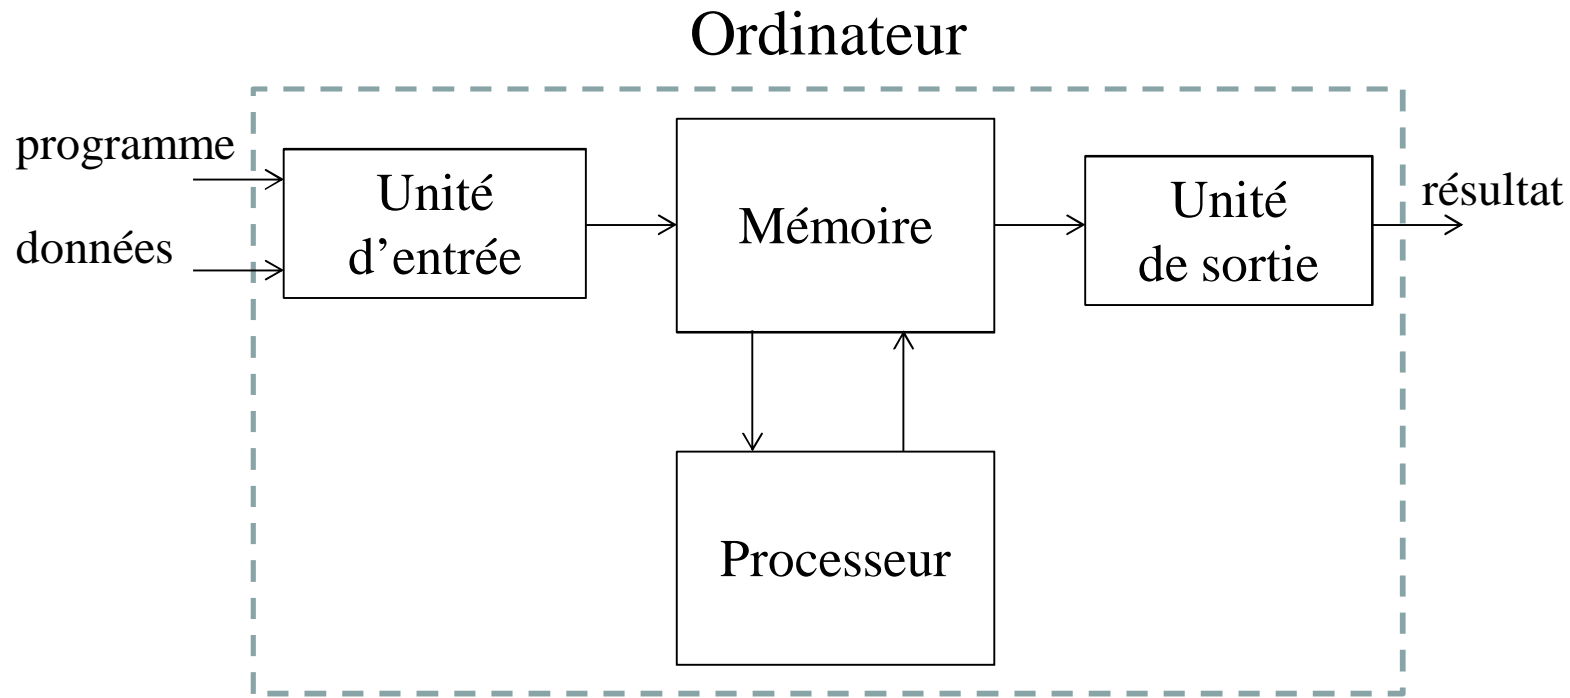 Ordinateur
programme
données
Unité
d’entrée
Mémoire
Unité
de sortie
résultat
Processeur